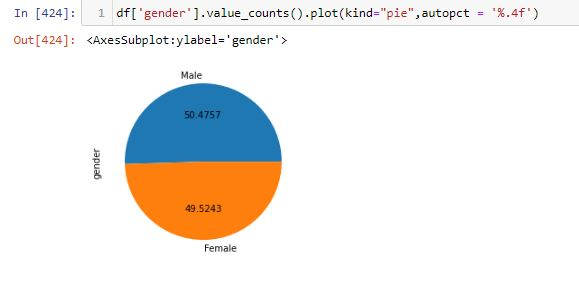 In [424]: 1 df['gender'].value_counts().plot(kind="pie",autopct = '%.4f')
Out[424]: <AxesSubplot:ylabel='gender'>
Male
50.4757
gender
49.5243
Female